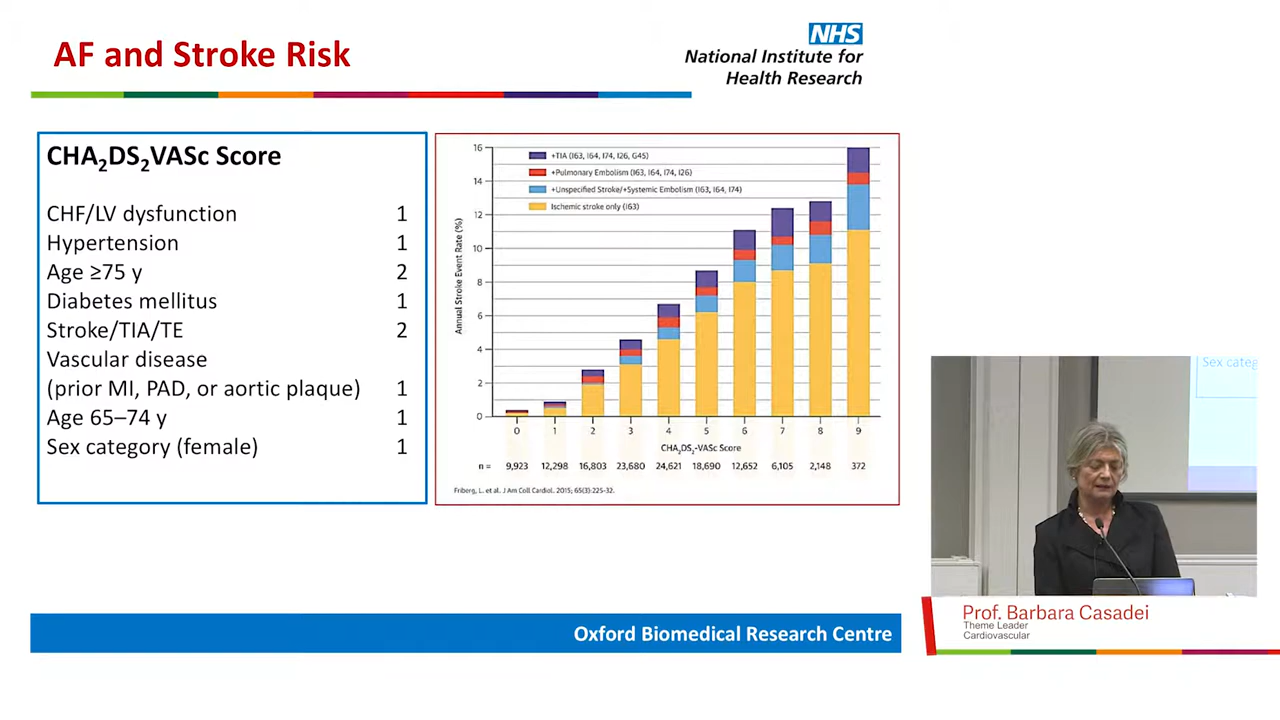 AF and Stroke Risk
NHS
National Institute for
Health Research
CHA₂DS₂VASc Score
CHF/LV dysfunction 1
Hypertension 1
Age ≥75 y 2
Diabetes mellitus 1
Stroke/TIA/TE 2
Vascular disease
(prior MI, PAD, or aortic plaque) 1
Age 65–74 y 1
Sex category (female) 1
Annual Stroke Event Rate (%)
16
14
12
10
8
6
4
2
0
+TIA (I63, I64, I74, I26, G45)
+Pulmonary Embolism (I63, I64, I74, I26)
+Unspecified Stroke/+Systemic Embolism (I63, I64, I74)
Ischemic stroke only (I63)
0 1 2 3 4 5 6 7 8 9
CHA₂DS₂-VASc Score
n = 9,923 12,298 16,803 23,680 24,621 18,690 12,652 6,105 2,148 372
Friberg, L. et al. J Am Coll Cardiol. 2015; 65(3):225-32.
Sex categ
Oxford Biomedical Research Centre
Prof. Barbara Casadei
Theme Leader
Cardiovascular